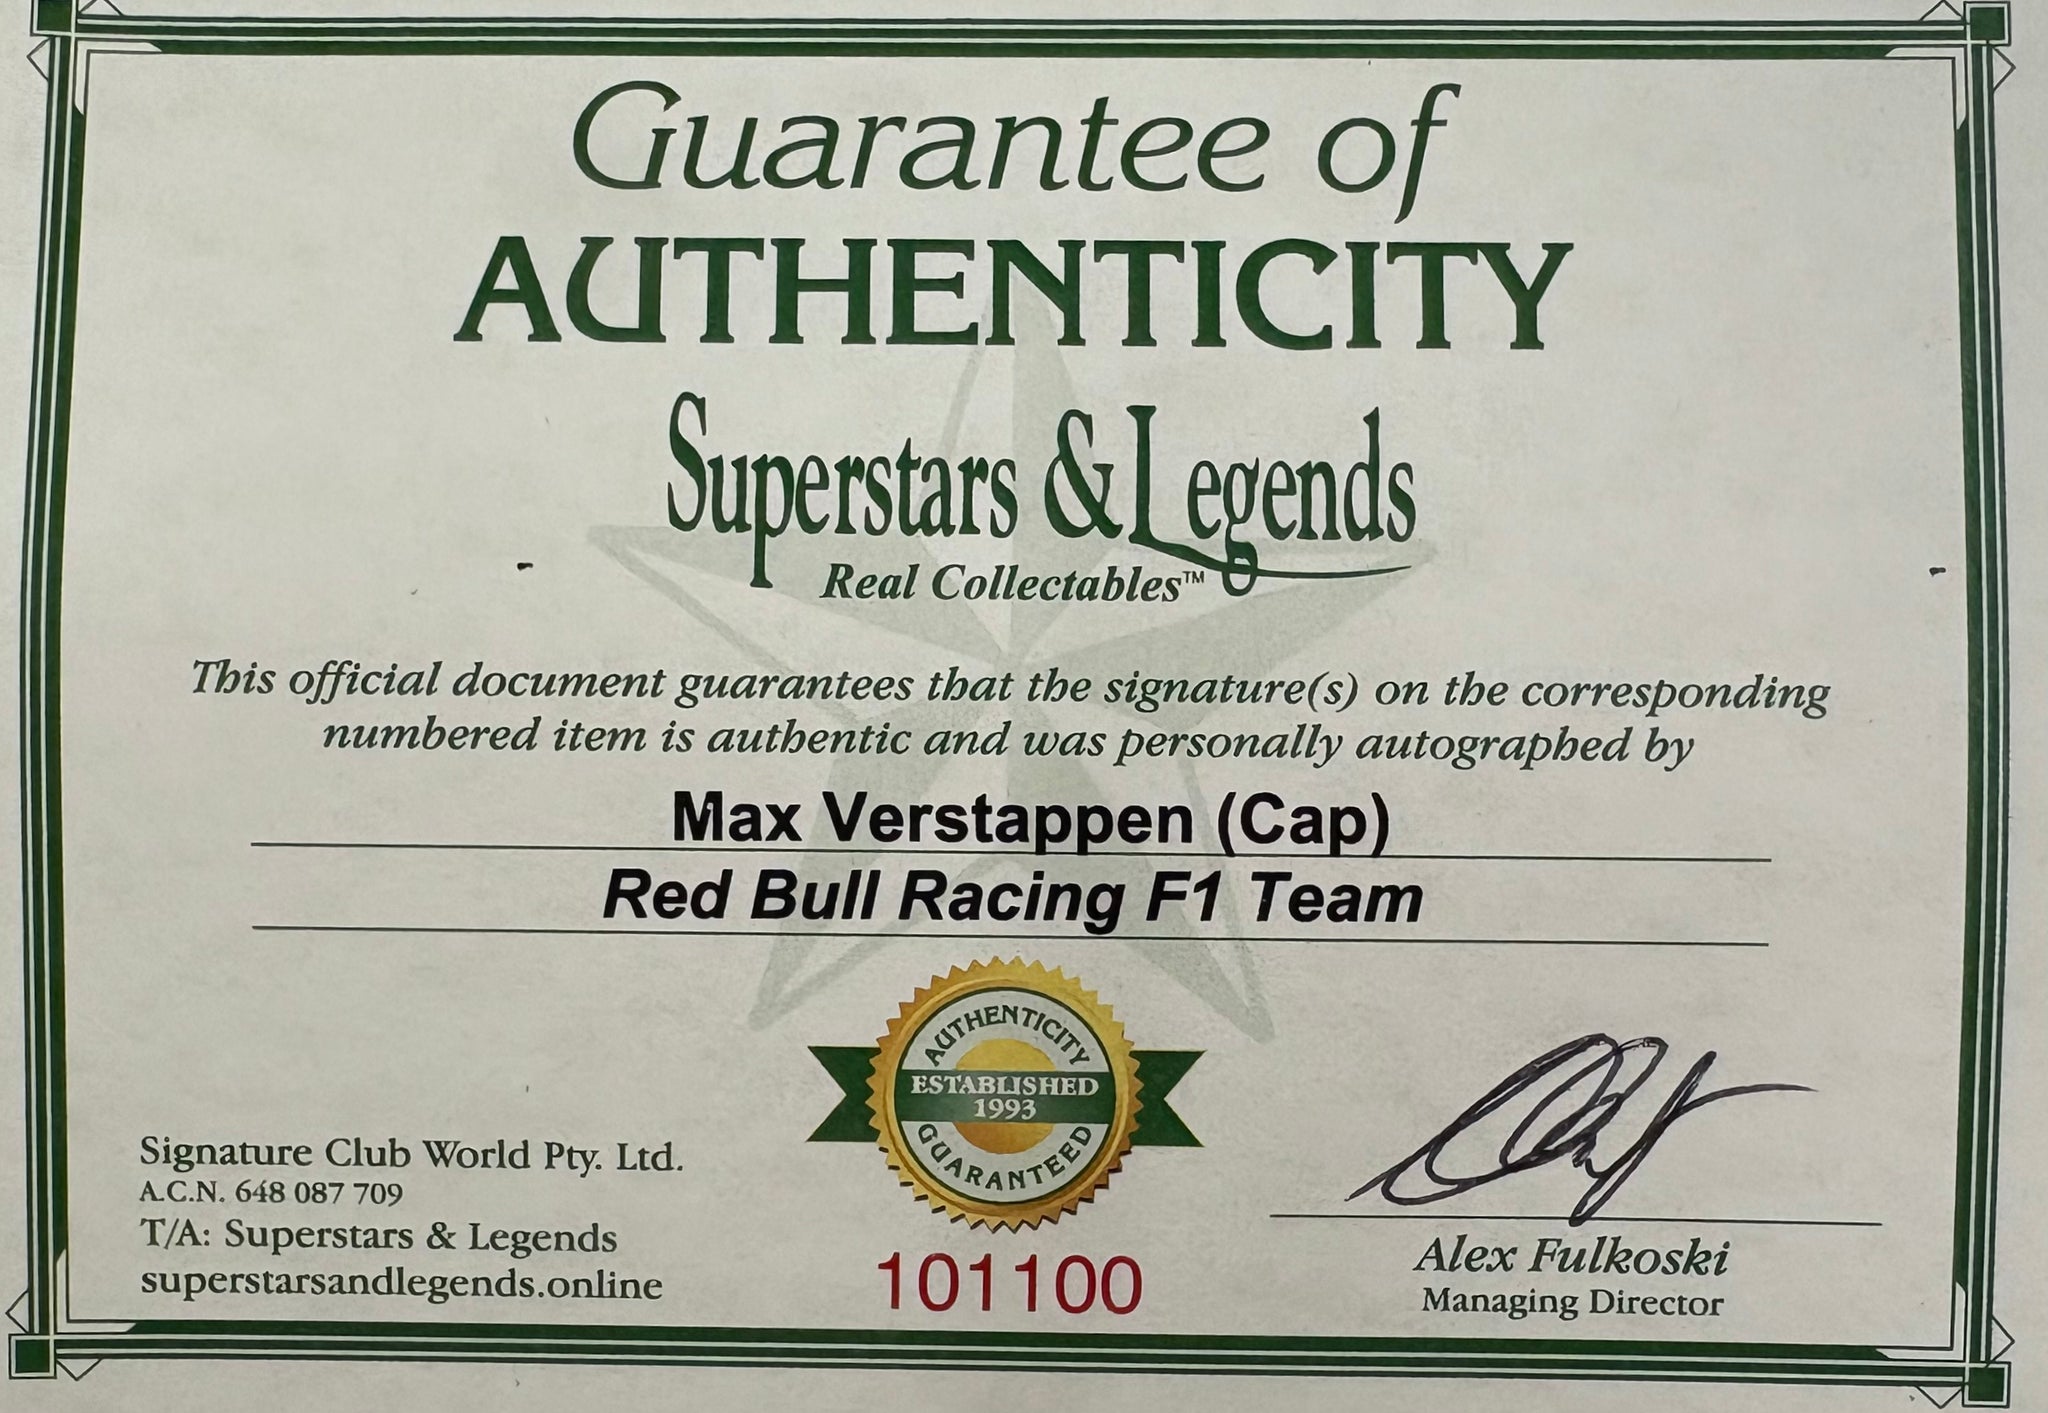 Guarantee of
AUTHENTICITY
Superstars & Legends
Real Collectables™
This official document guarantees that the signature(s) on the corresponding
numbered item is authentic and was personally autographed by
Max Verstappen (Cap)
Red Bull Racing F1 Team
AUTHENTICITY
ESTABLISHED
1993
GUARANTEED
Signature Club World Pty. Ltd.
A.C.N. 648 087 709
T/A: Superstars & Legends
superstarsandlegends.online
101100
Alex Fulkoski
Managing Director